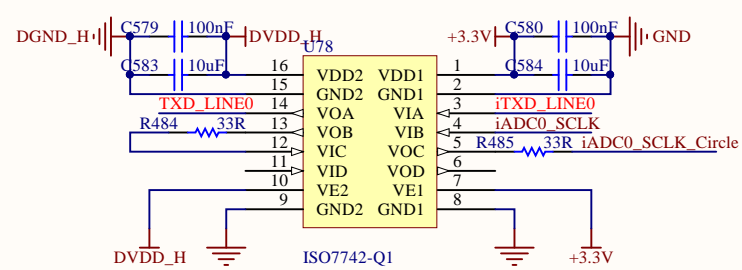 DGND_H C579 100nF DVDD_H +3.3V C580 100nF GND
U78
C583 10uF C584 10uF
16 VDD2 VDD1 1
15 GND2 GND1 2
TXD_LINE0 14 VOA VIA 3 iTXD_LINE0
R484 33R 13 VOB VIB 4 iADC0_SCLK
12 VIC VOC 5 R485 33R iADC0_SCLK_Circle
11 VID VOD 6
10 VE2 VE1 7
9 GND2 GND1 8
DVDD_H ISO7742-Q1 +3.3V